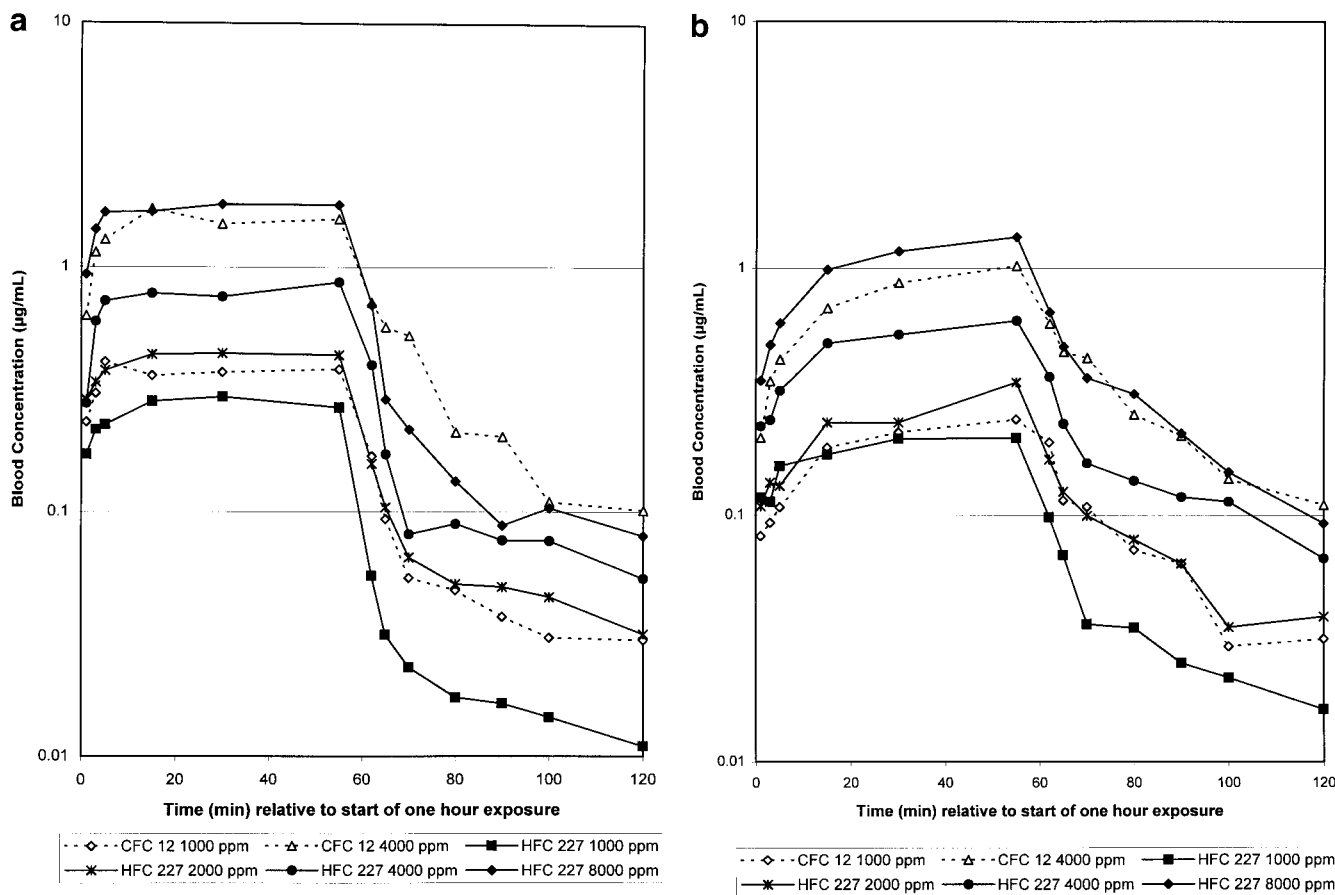 a
10
1
0.1
0.01
Blood Concentration (µg/mL)
0 20 40 60 80 100 120
Time (min) relative to start of one hour exposure
CFC 12 1000 ppm CFC 12 4000 ppm HFC 227 1000 ppm
HFC 227 2000 ppm HFC 227 4000 ppm HFC 227 8000 ppm
b
10
1
0.1
0.01
Blood Concentration (µg/mL)
0 20 40 60 80 100 120
Time (min) relative to start of one hour exposure
CFC 12 1000 ppm CFC 12 4000 ppm HFC 227 1000 ppm
HFC 227 2000 ppm HFC 227 4000 ppm HFC 227 8000 ppm